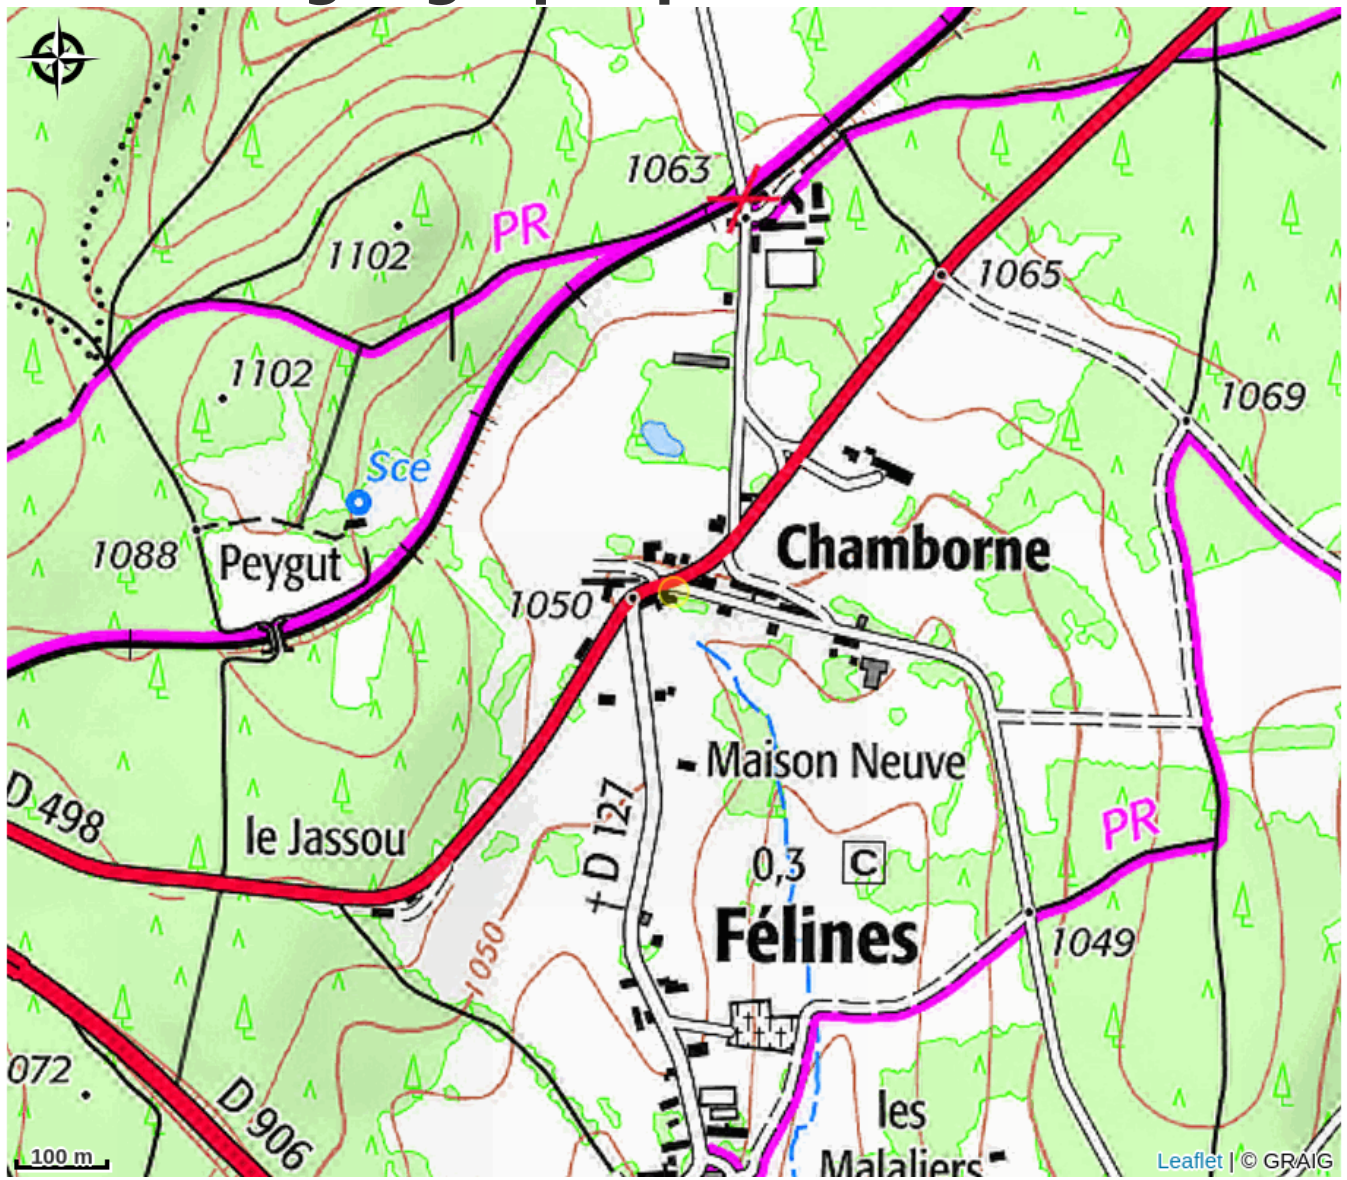 1063
PR
1102
1065
1102
1069
Sce
1088
Peygut
Chamborne
1050
Maison Neuve
D 498
le Jassou
D 127
PR
0,3
C
Félines
1050
1049
072
D 906
les
Malaliers
100 m
Leaflet | © GRAIG